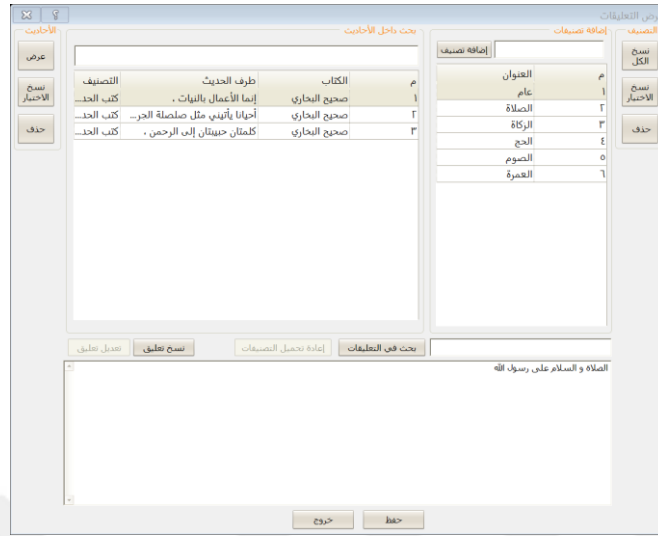 عرض التعليقات
التصنيف
إضافة تصنيفات
بحث داخل الأحاديث
الأحاديث
نسخ الكل
نسخ الاختيار
حذف
إضافة تصنيف
م العنوان
١ عام
٢ الصلاة
٣ الزكاة
٤ الحج
٥ الصوم
٦ العمرة
م الكتاب طرف الحديث التصنيف
١ صحيح البخاري إنما الأعمال بالنيات ، كتب الحد...
٢ صحيح البخاري أحيانا يأتيني مثل صلصلة الجر... كتب الحد...
٣ صحيح البخاري كلمتان حبيبتان إلى الرحمن ، كتب الحد...
عرض
نسخ الاختيار
حذف
بحث في التعليقات
إعادة تحميل التصنيفات
نسخ تعليق
تعديل تعليق
الصلاة و السلام على رسول الله
حفظ
خروج